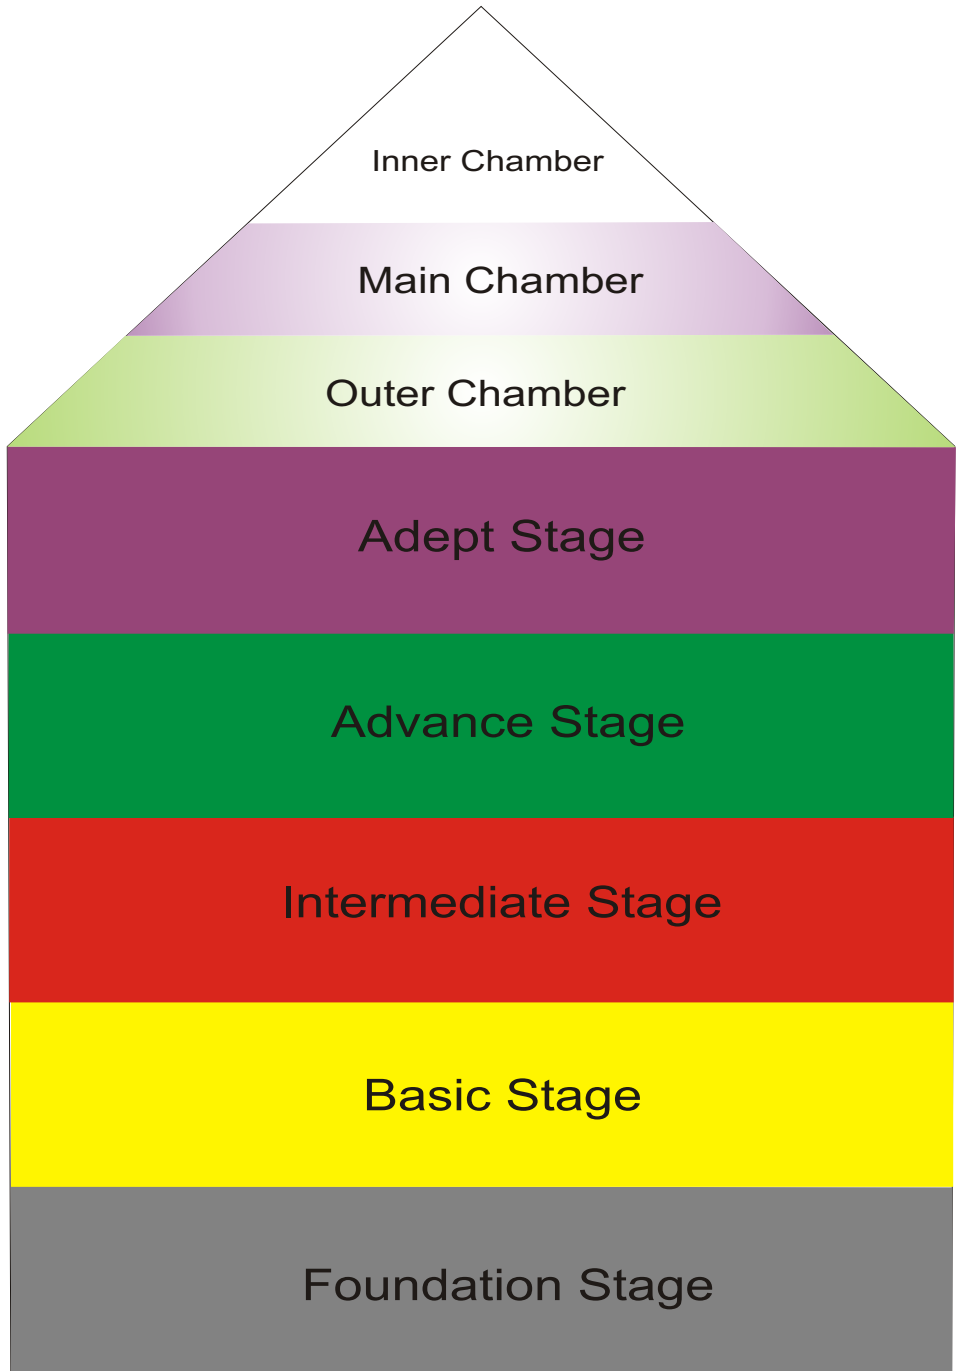 Inner Chamber
Main Chamber
Outer Chamber
Adept Stage
Advance Stage
Intermediate Stage
Basic Stage
Foundation Stage